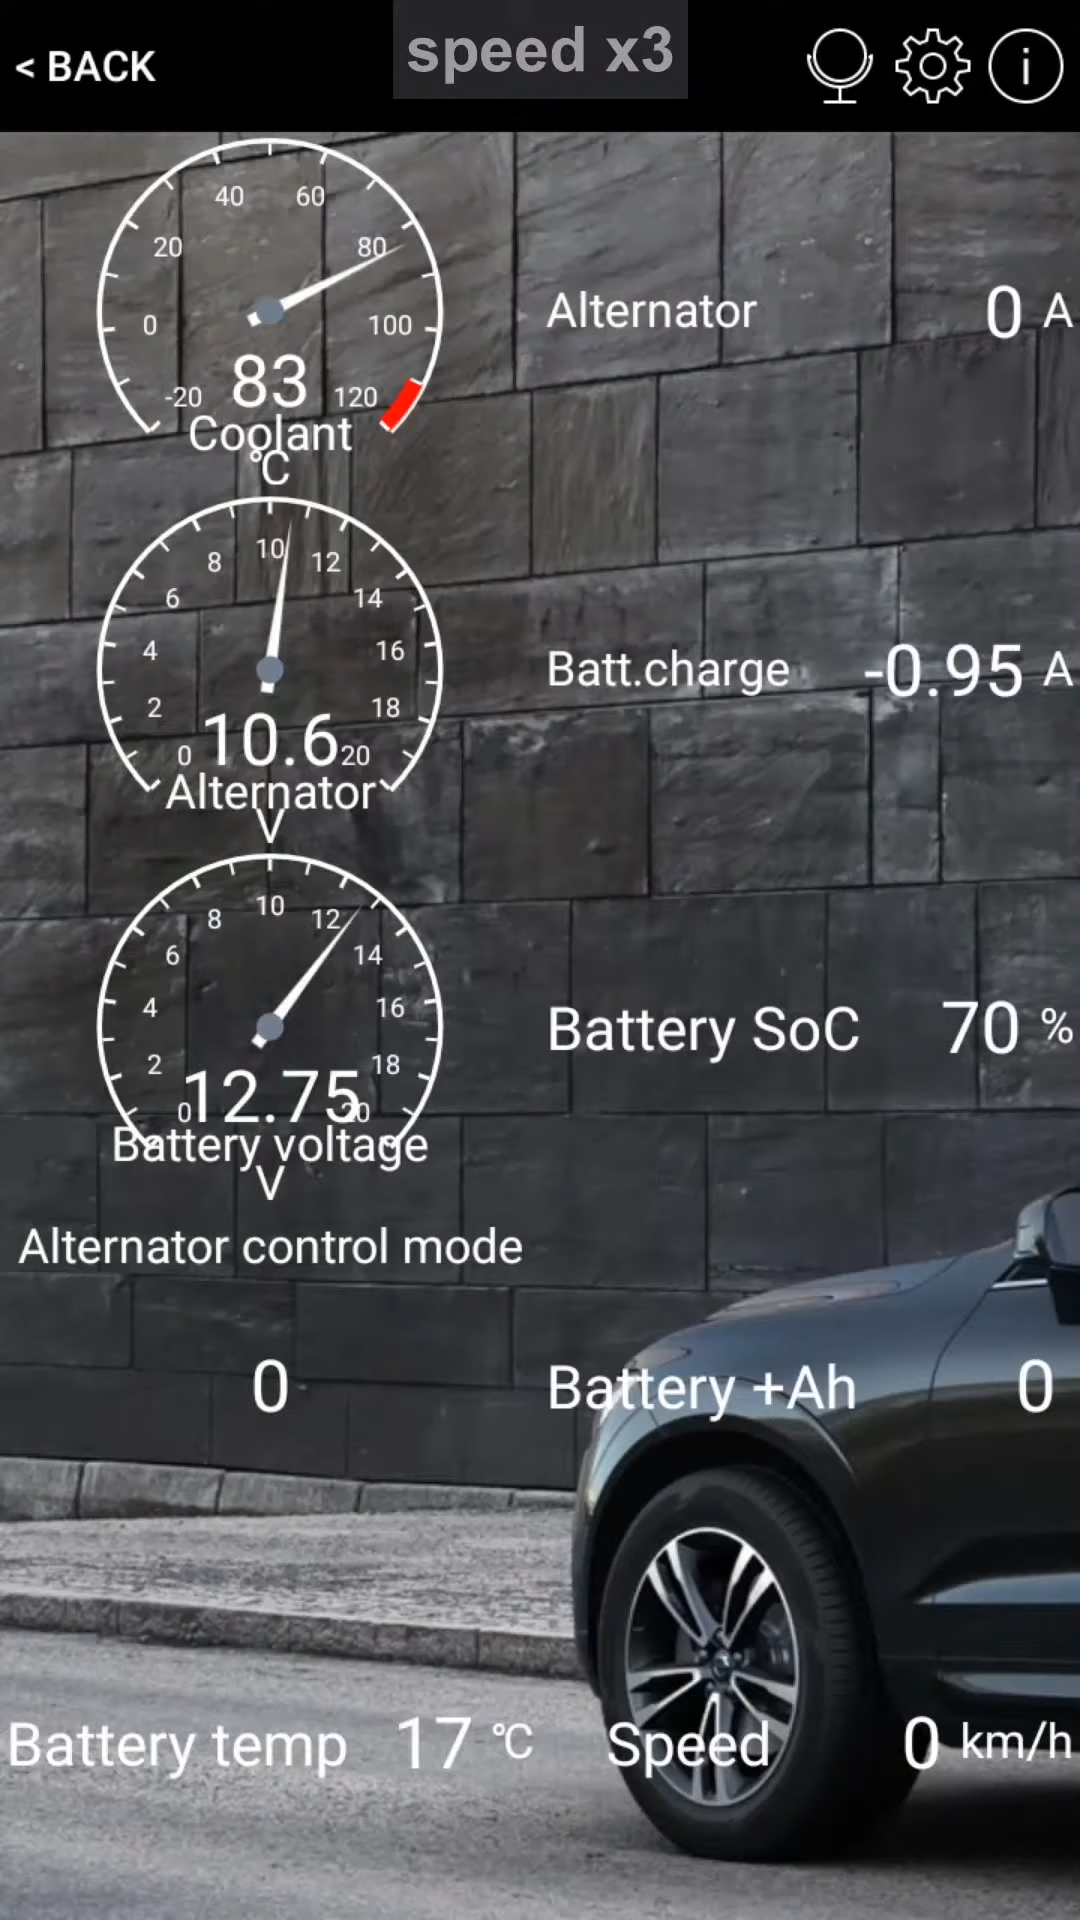 < BACK
speed x3
i
40 60
20 80
0 100
-20 83 120
Coolant
°C
Alternator 0 A
10
8 12
6 14
4 16
2 18
0 10.6 20
Alternator
V
Batt.charge -0.95 A
10
8 12
6 14
4 16
2 18
0 12.75 20
Battery voltage
V
Battery SoC 70 %
Alternator control mode
0
Battery +Ah 0
Battery temp 17 °C
Speed 0 km/h